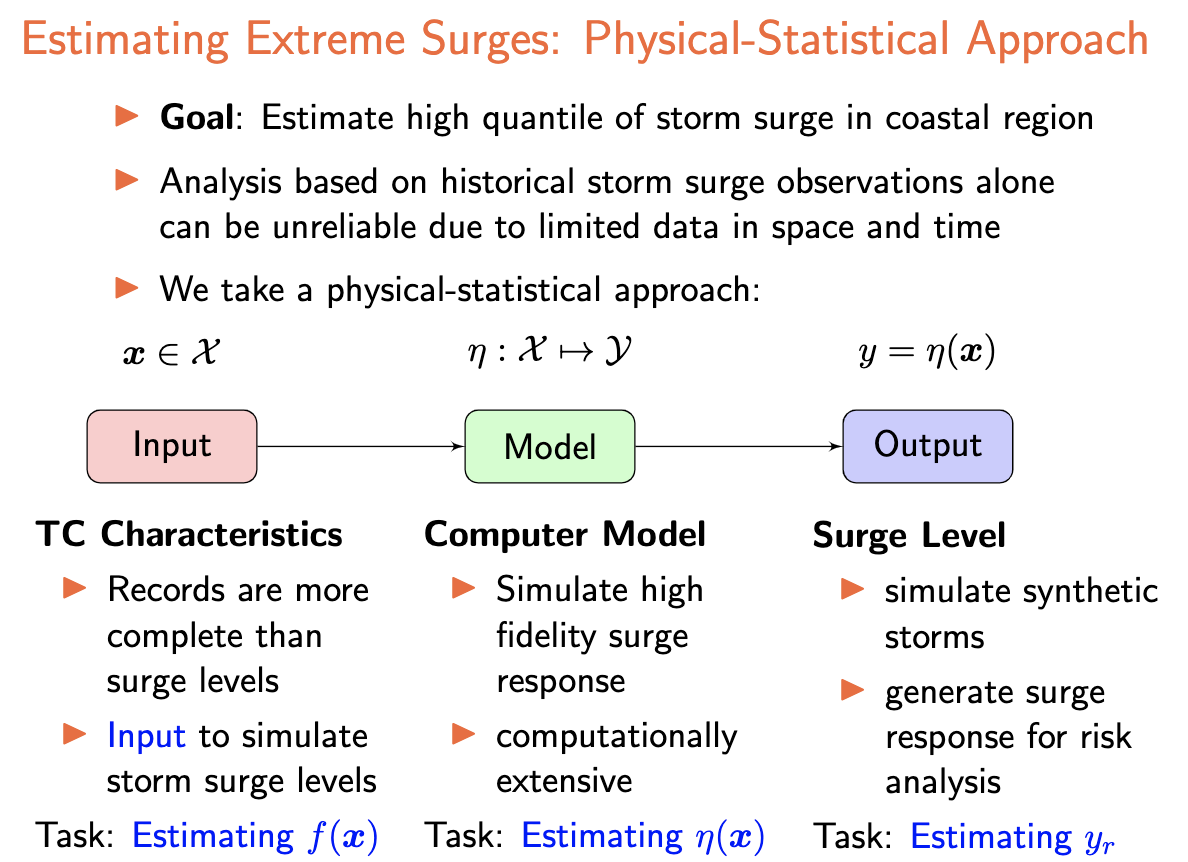 Estimating Extreme Surges: Physical-Statistical Approach
▶ Goal: Estimate high quantile of storm surge in coastal region
▶ Analysis based on historical storm surge observations alone
can be unreliable due to limited data in space and time
▶ We take a physical-statistical approach:
x ∈ 𝒳
η : 𝒳 ↦ 𝒴
y = η(x)
Input
Model
Output
TC Characteristics
▶ Records are more
complete than
surge levels
▶ Input to simulate
storm surge levels
Task: Estimating f(x)
Computer Model
▶ Simulate high
fidelity surge
response
▶ computationally
extensive
Task: Estimating η(x)
Surge Level
▶ simulate synthetic
storms
▶ generate surge
response for risk
analysis
Task: Estimating yᵣ